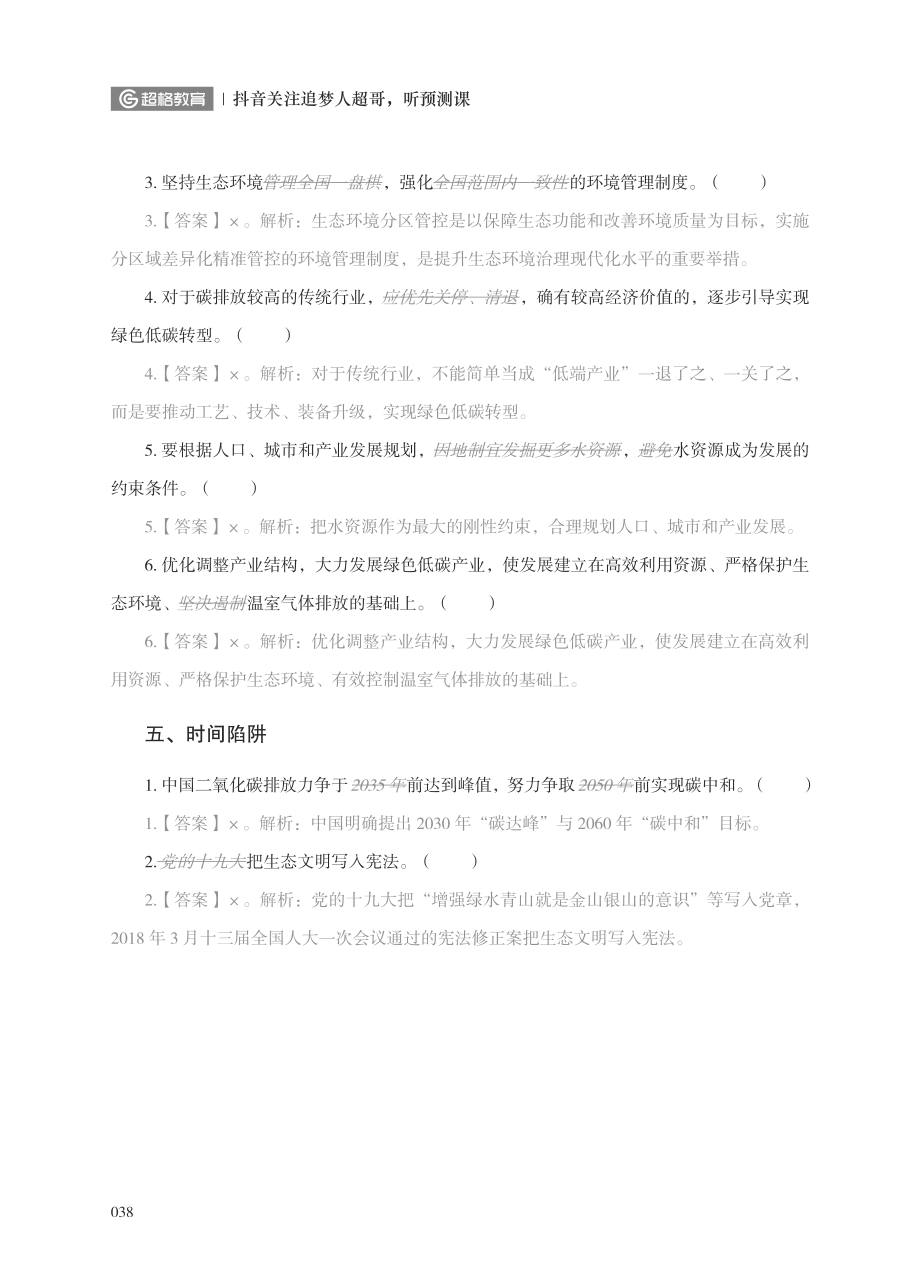 超格教育 | 抖音关注追梦人超哥，听预测课
3. 坚持生态环境管理全国一盘棋，强化全国范围内一致性的环境管理制度。（　　）
3.【答案】×。解析：生态环境分区管控是以保障生态功能和改善环境质量为目标，实施
分区域差异化精准管控的环境管理制度，是提升生态环境治理现代化水平的重要举措。
4. 对于碳排放较高的传统行业，应优先关停、清退，确有较高经济价值的，逐步引导实现
绿色低碳转型。（　　）
4.【答案】×。解析：对于传统行业，不能简单当成“低端产业”一退了之、一关了之，
而是要推动工艺、技术、装备升级，实现绿色低碳转型。
5. 要根据人口、城市和产业发展规划，因地制宜发掘更多水资源，避免水资源成为发展的
约束条件。（　　）
5.【答案】×。解析：把水资源作为最大的刚性约束，合理规划人口、城市和产业发展。
6. 优化调整产业结构，大力发展绿色低碳产业，使发展建立在高效利用资源、严格保护生
态环境、坚决遏制温室气体排放的基础上。（　　）
6.【答案】×。解析：优化调整产业结构，大力发展绿色低碳产业，使发展建立在高效利
用资源、严格保护生态环境、有效控制温室气体排放的基础上。
五、时间陷阱
1. 中国二氧化碳排放力争于 2035 年前达到峰值，努力争取 2050 年前实现碳中和。（　　）
1.【答案】×。解析：中国明确提出 2030 年“碳达峰”与 2060 年“碳中和”目标。
2. 党的十九大把生态文明写入宪法。（　　）
2.【答案】×。解析：党的十九大把“增强绿水青山就是金山银山的意识”等写入党章，
2018 年 3 月十三届全国人大一次会议通过的宪法修正案把生态文明写入宪法。
038